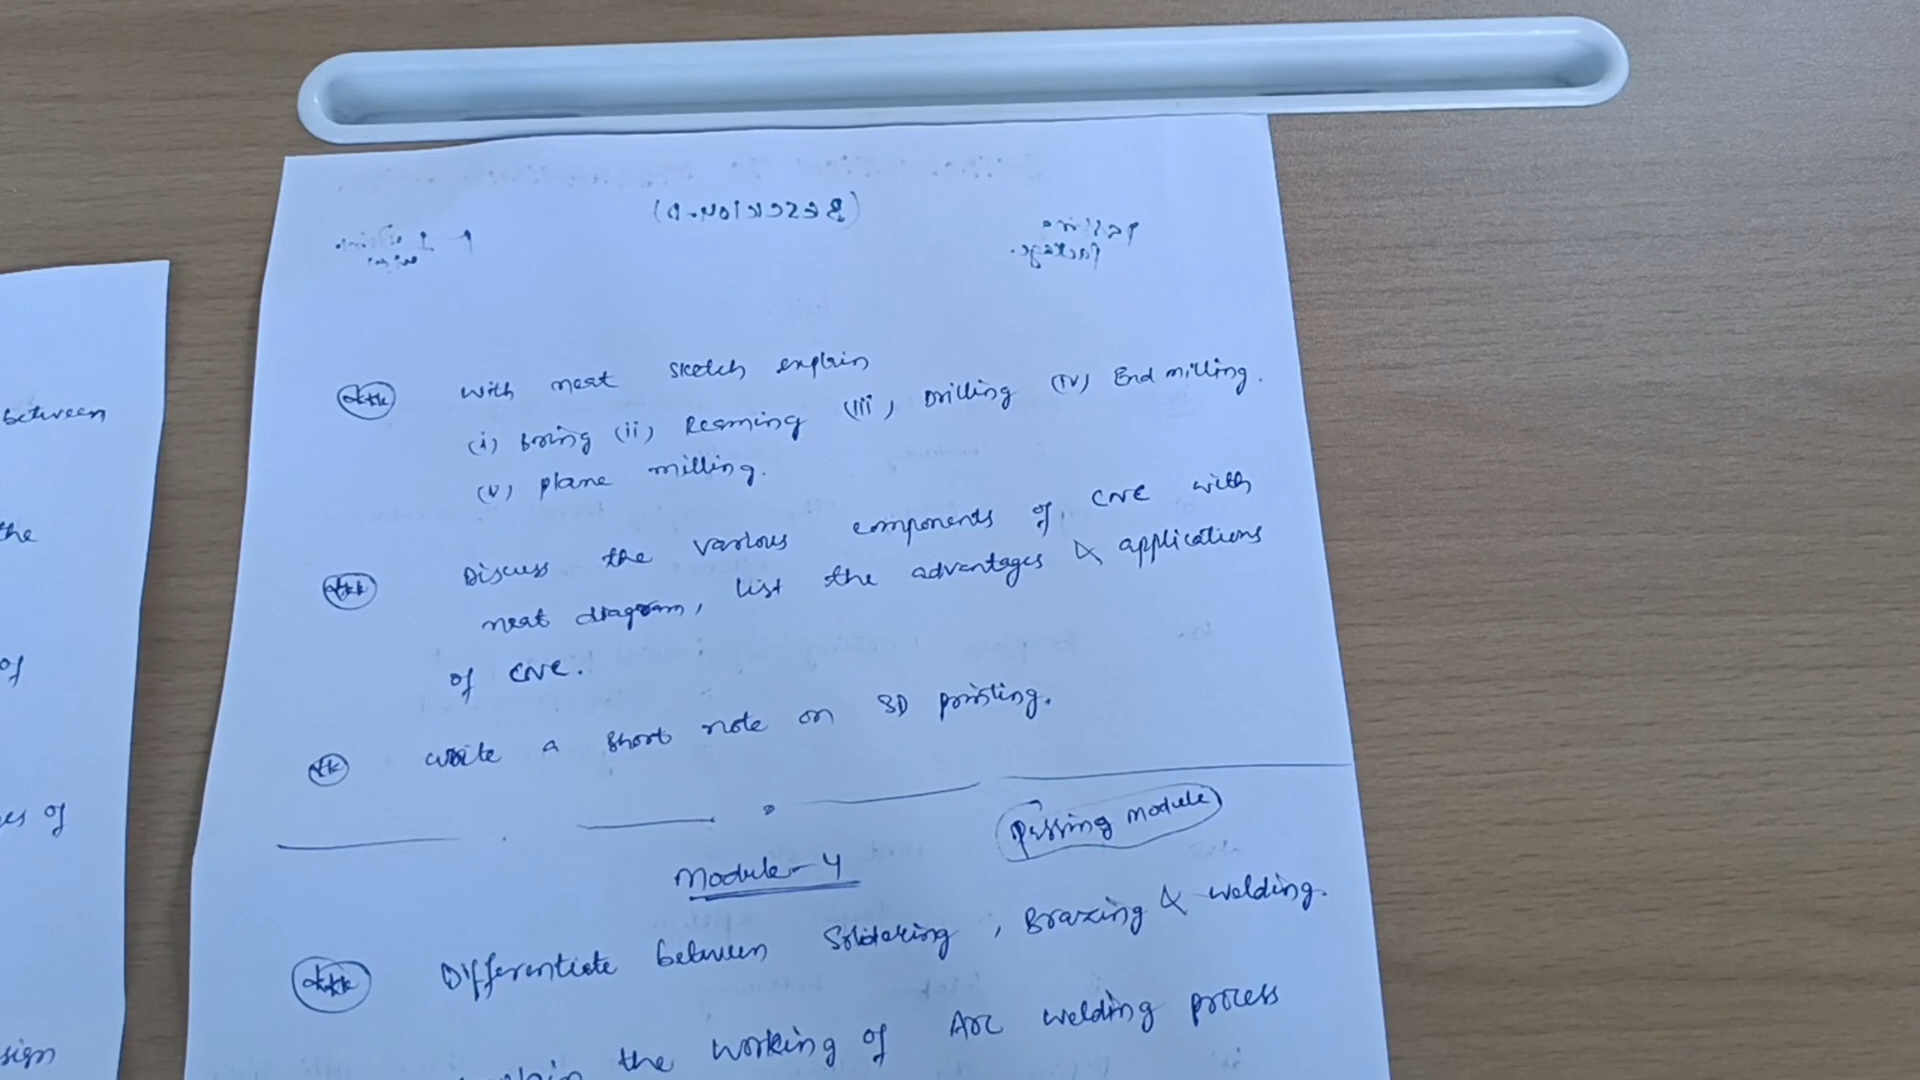 between
the
of
es of
sign
*** with neat sketch explain
(i) Boring (ii) Reaming (iii) Drilling (iv) End milling.
(v) plane milling.
*** Discuss the various components of CNC with
neat diagram, list the advantages & applications
of CNC.
** write a short note on 3D printing.
Module-4
passing module
*** Differentiate between Soldering, Brazing & welding.
the working of Arc welding process